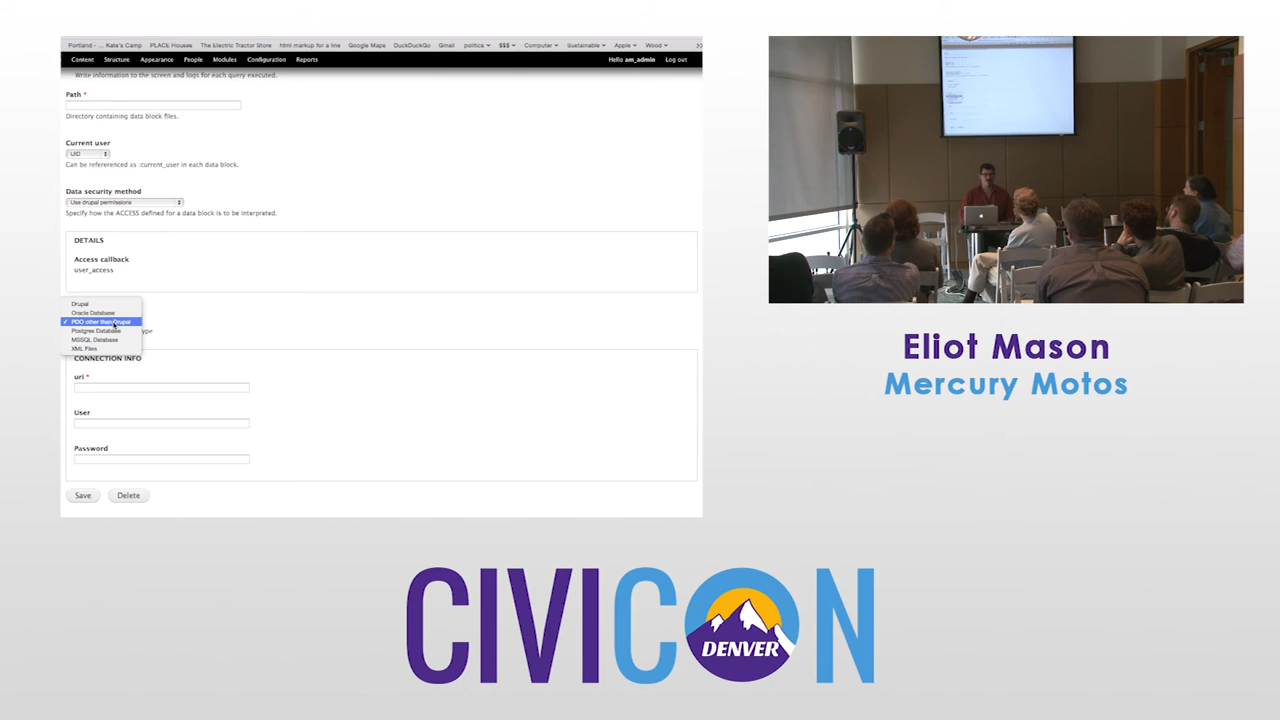 Portland - ... Kate's Camp PLACE Houses The Electric Tractor Store html markup for a line Google Maps DuckDuckGo Gmail politics $$$ Computer Sustainable Apple Wood
Content Structure Appearance People Modules Configuration Reports Hello am_admin Log out
Write information to the screen and logs for each query executed.
Path *
Directory containing data block files.
Current user
UID
Can be refererenced as :current_user in each data block.
Data security method
Use drupal permissions
Specify how the ACCESS defined for a data block is to be interpreted.
DETAILS
Access callback
user_access
Drupal
Oracle Database
✓ PDO other then Drupal
Postgres Database
ype
MSSQL Database
XML Files
CONNECTION INFO
uri *
User
Password
Save Delete
Eliot Mason
Mercury Motos
CIVICON
DENVER